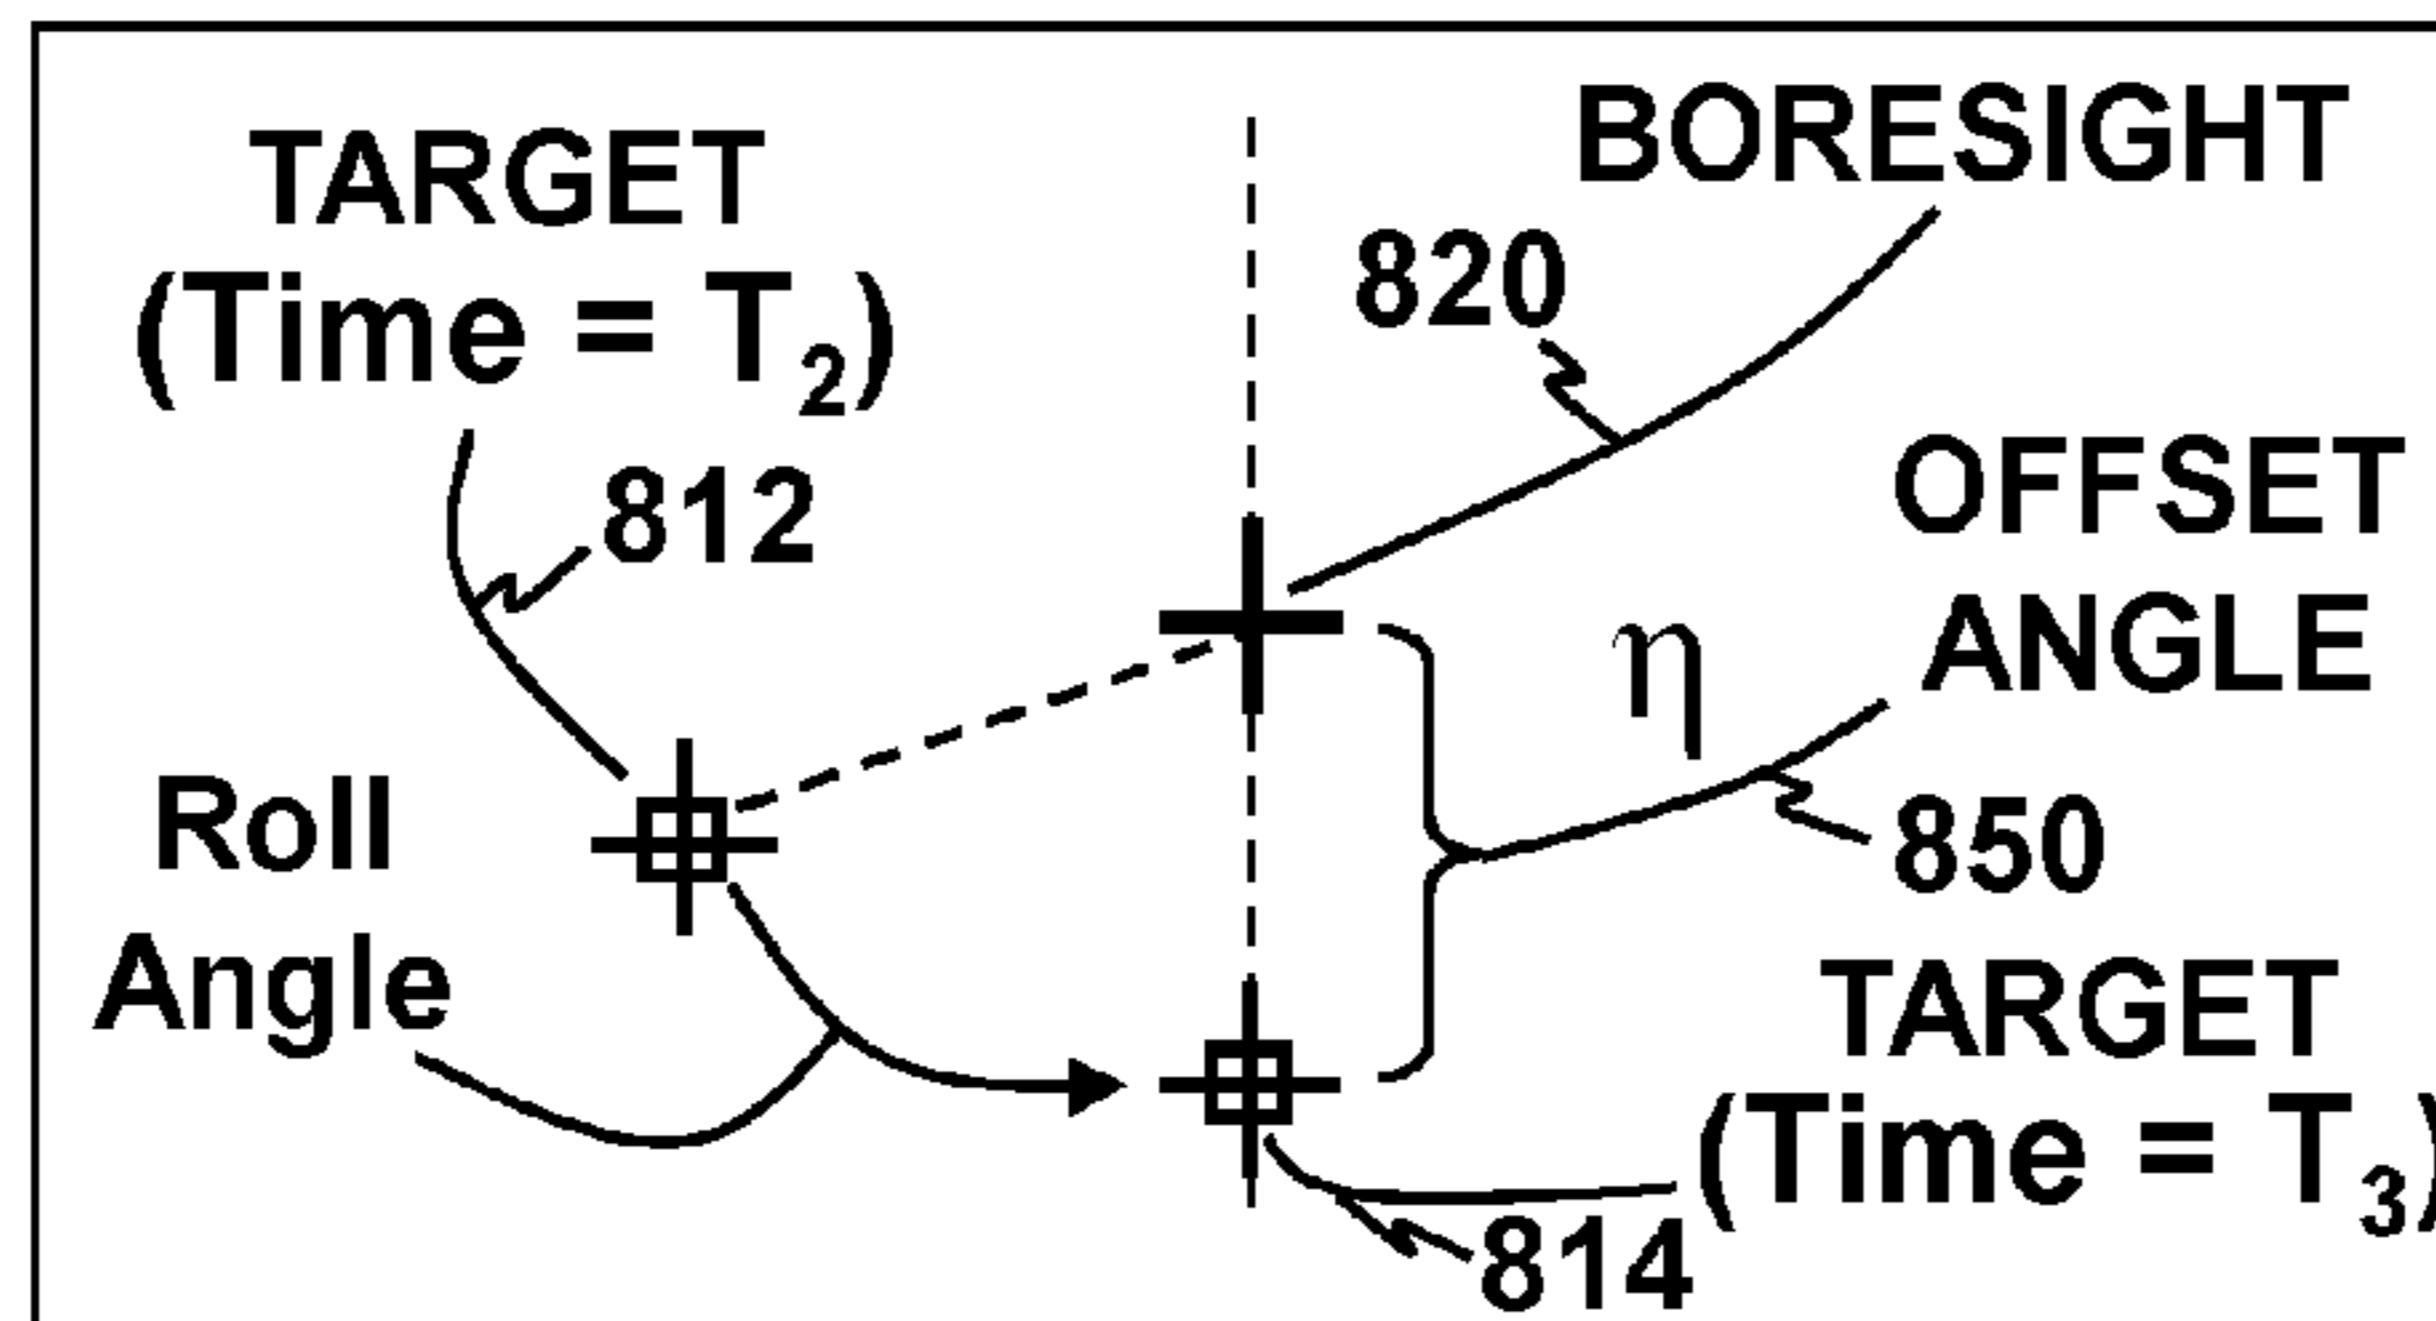 TARGET
(Time = T₂)
812
BORESIGHT
820
OFFSET
ANGLE
η
850
Roll
Angle
TARGET
(Time = T₃)
814